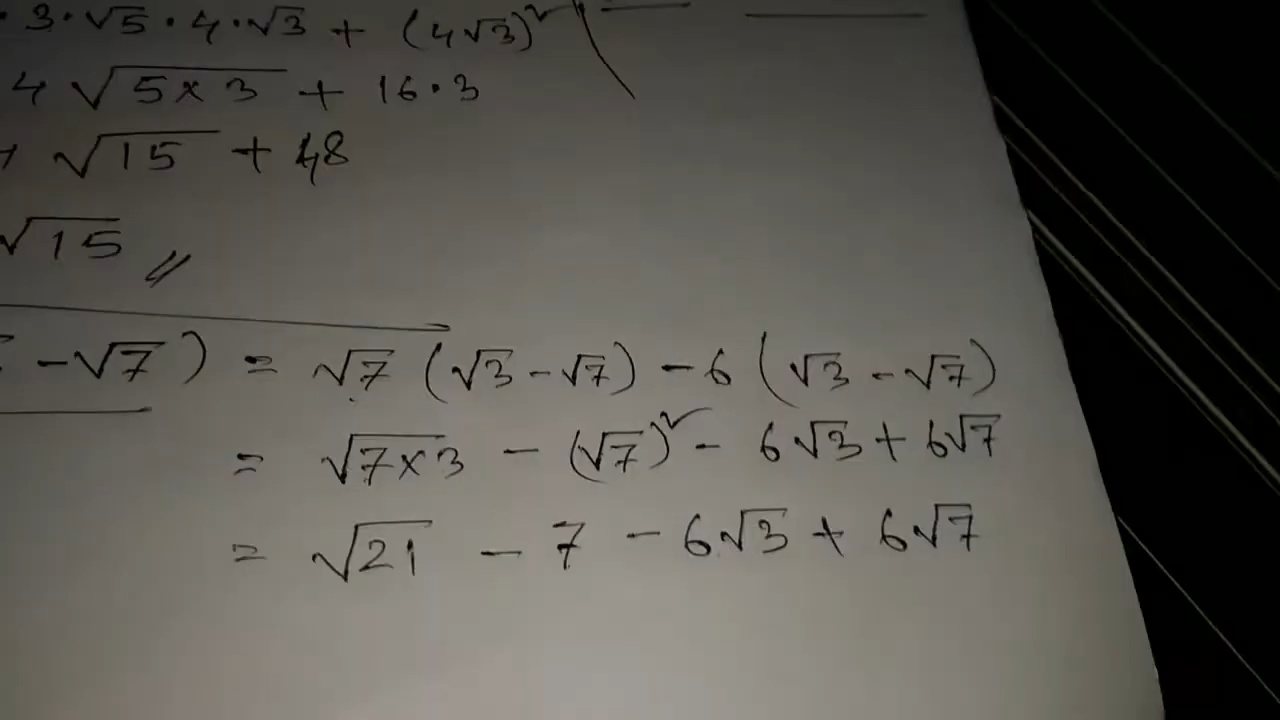 · 3 · √5 · 4 · √3 + (4√3)²
4 √5×3 + 16 · 3
√15 + 48
√15 //
- √7) = √7 (√3 - √7) - 6 (√3 - √7)
= √7×3 - (√7)² - 6√3 + 6√7
= √21 - 7 - 6√3 + 6√7